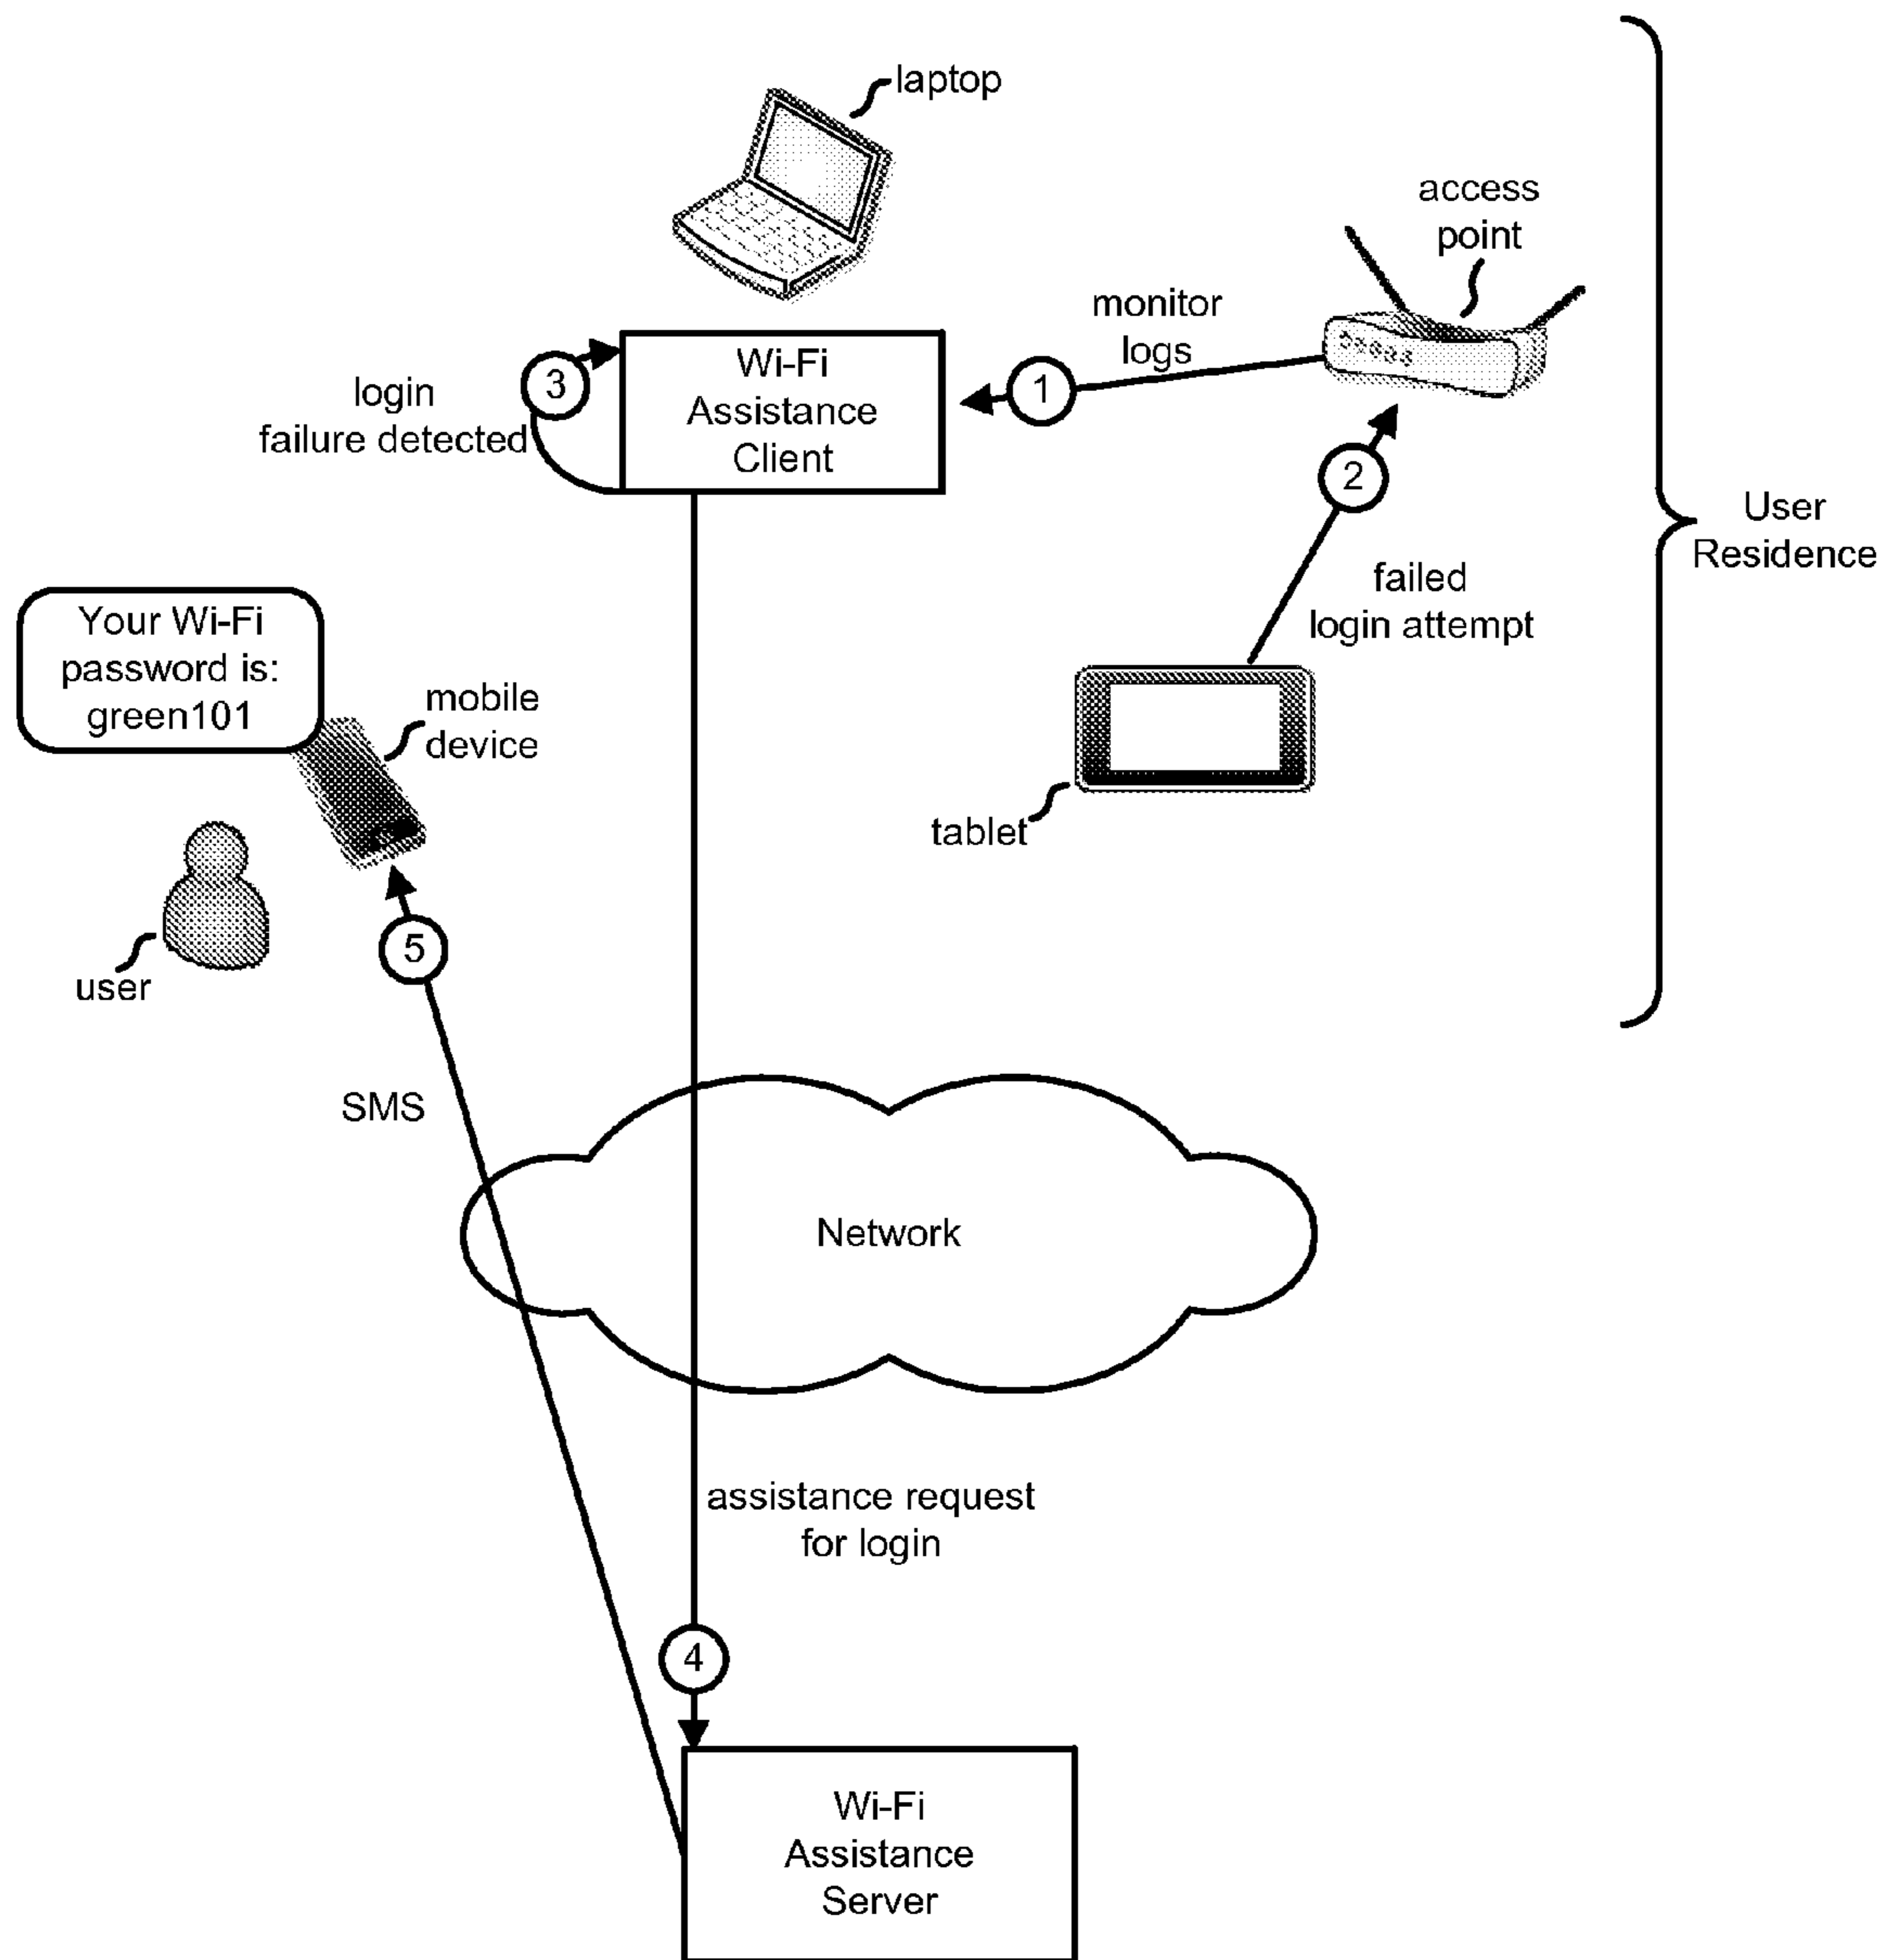 laptop
access
point
monitor
logs
1
Wi-Fi
Assistance
Client
3
login
failure detected
2
User
Residence
failed
login attempt
Your Wi-Fi
password is:
green101
mobile
device
tablet
user
5
SMS
Network
assistance request
for login
4
Wi-Fi
Assistance
Server